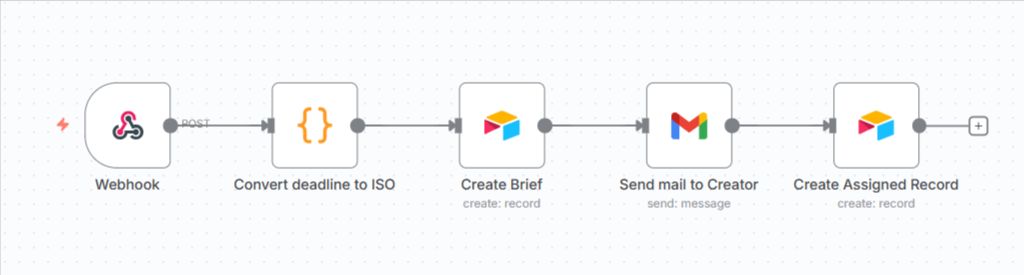 POST
Webhook
Convert deadline to ISO
Create Brief
create: record
Send mail to Creator
send: message
Create Assigned Record
create: record